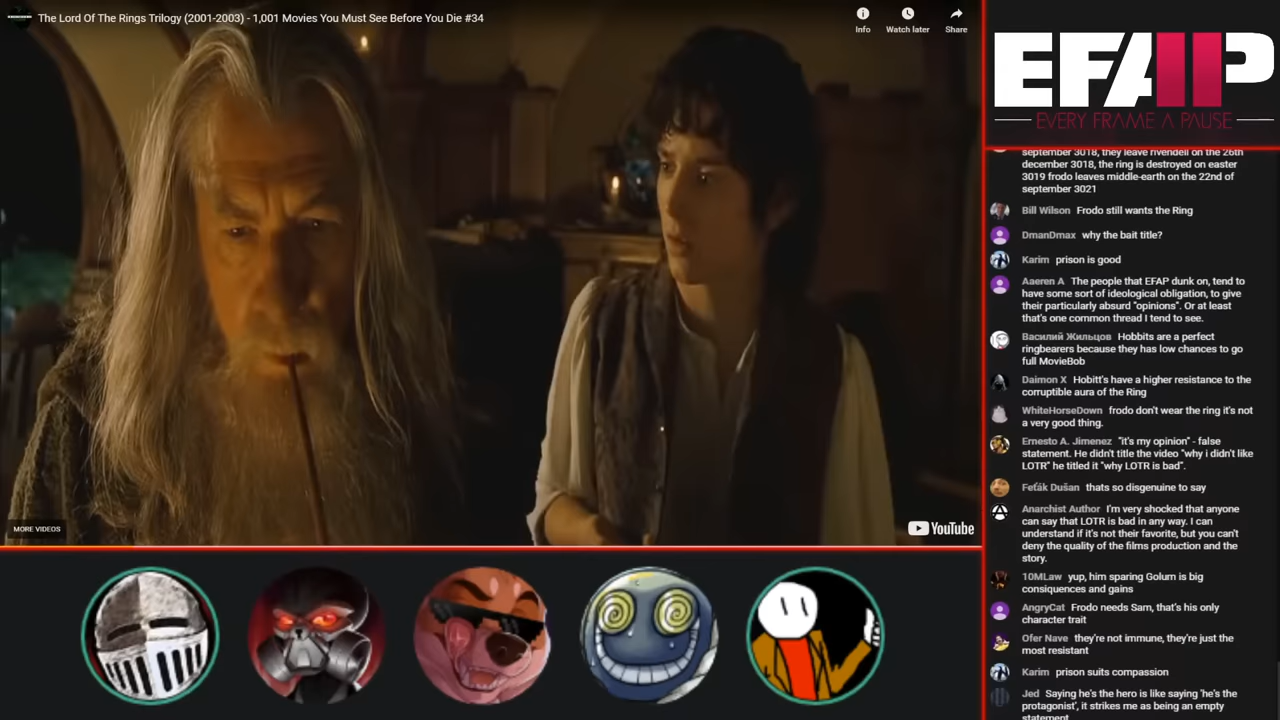 The Lord Of The Rings Trilogy (2001-2003) - 1,001 Movies You Must See Before You Die #34
Info
Watch later
Share
MORE VIDEOS
YouTube
EFAP
EVERY FRAME A PAUSE
september 3018, they leave rivendell on the 26th
december 3018, the ring is destroyed on easter
3019 frodo leaves middle-earth on the 22nd of
september 3021
Bill Wilson Frodo still wants the Ring
DmanDmax why the bait title?
Karim prison is good
Aaeren A The people that EFAP dunk on, tend to
have some sort of ideological obligation, to give
their particularly absurd "opinions". Or at least
that's one common thread I tend to see.
Василий Жильцов Hobbits are a perfect
ringbearers because they has low chances to go
full MovieBob
Daimon X Hobitt's have a higher resistance to the
corruptible aura of the Ring
WhiteHorseDown frodo don't wear the ring it's not
a very good thing.
Ernesto A. Jimenez "it's my opinion" - false
statement. He didn't title the video "why i didn't like
LOTR" he titled it "why LOTR is bad".
Feťák Dušan thats so disgenuine to say
Anarchist Author I'm very shocked that anyone
can say that LOTR is bad in any way. I can
understand if it's not their favorite, but you can't
deny the quality of the films production and the
story.
10MLaw yup, him sparing Golum is big
consiquences and gains
AngryCat Frodo needs Sam, that's his only
character trait
Ofer Nave they're not immune, they're just the
most resistant
Karim prison suits compassion
Jed Saying he's the hero is like saying 'he's the
protagonist', it strikes me as being an empty
statement